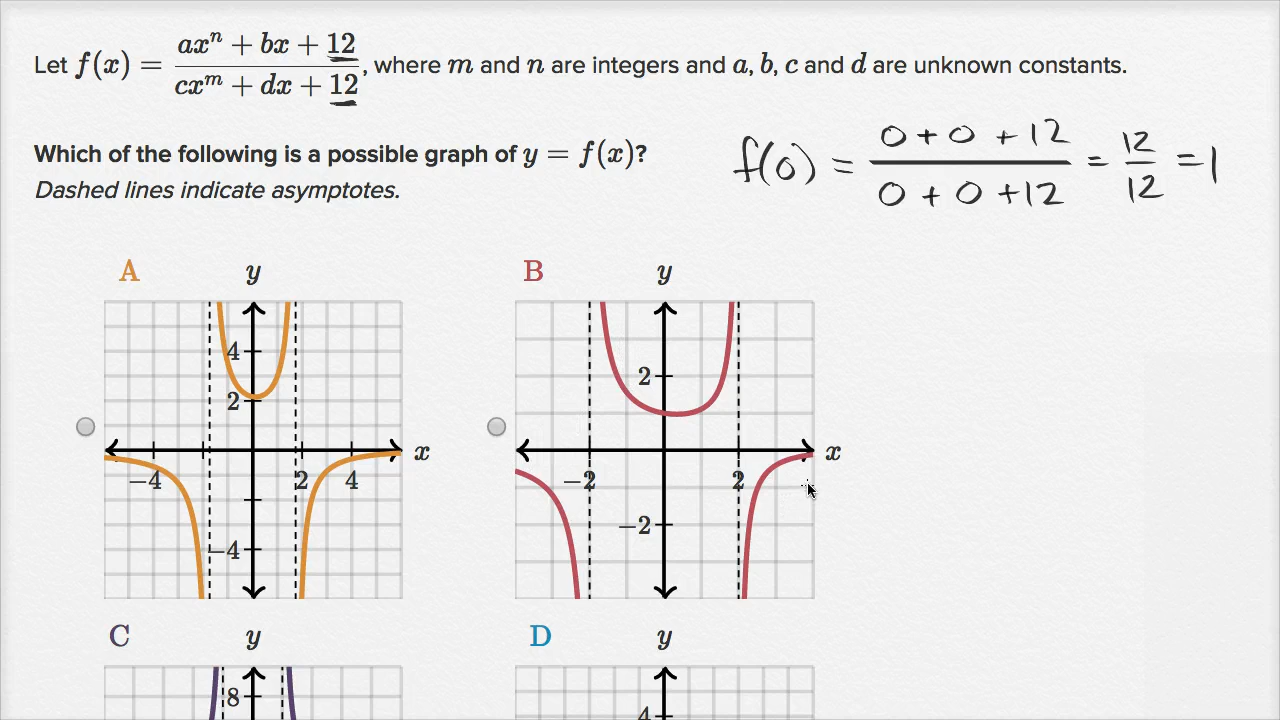 Let f(x) = (ax^n + bx + 12)/(cx^m + dx + 12), where m and n are integers and a, b, c and d are unknown constants.
Which of the following is a possible graph of y = f(x)?
Dashed lines indicate asymptotes.
f(0) = (0 + 0 + 12)/(0 + 0 + 12) = 12/12 = 1
A y
4
2
x
−4 2 4
−4
B y
2
x
−2 2
−2
C y
8
D y
4